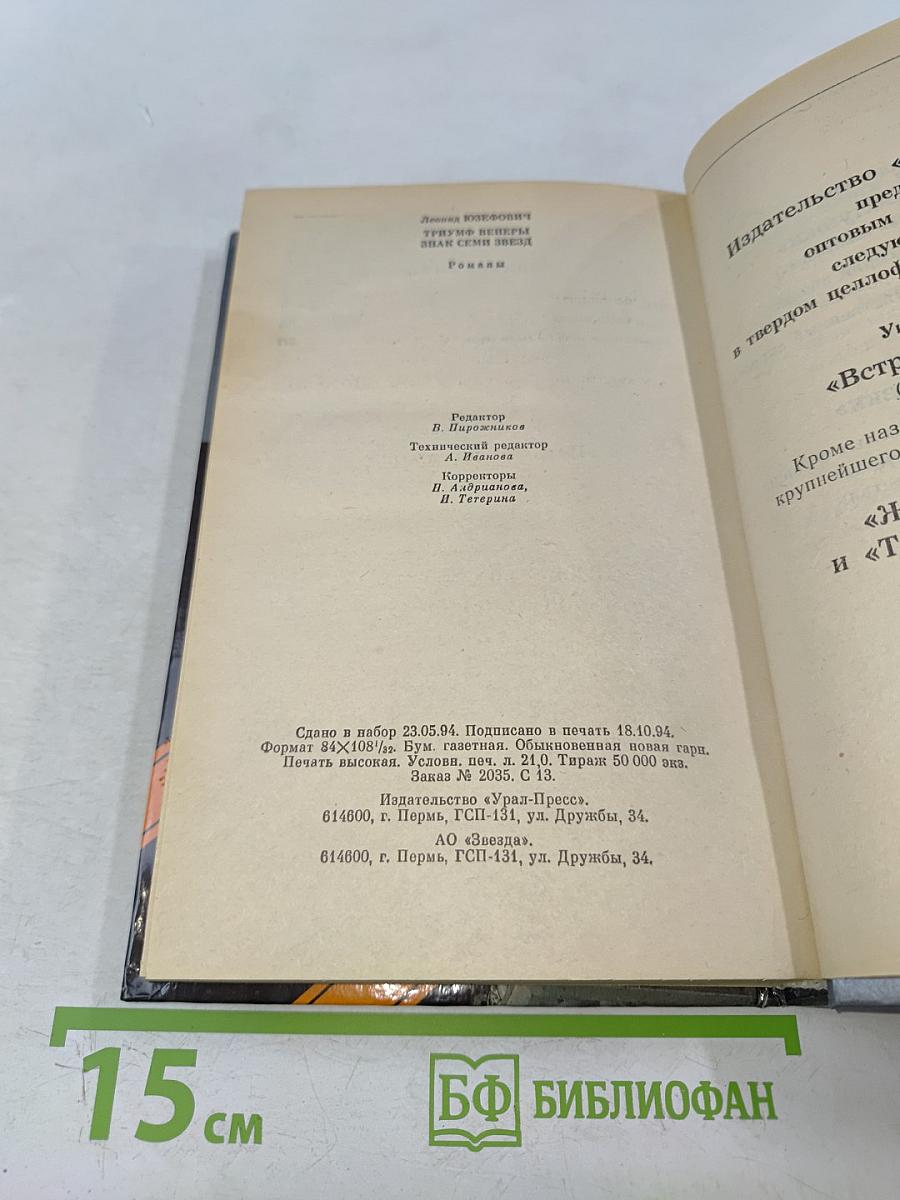 Леонид ЮЗЕФОВИЧ
ТРИУМФ ВЕНЕРЫ
ЗНАК СЕМИ ЗВЕЗД
Романы
Редактор
В. Пирожников
Технический редактор
А. Иванова
Корректоры
Н. Андрианова,
И. Тетерина
Сдано в набор 23.05.94. Подписано в печать 18.10.94.
Формат 84×108¹/₃₂. Бум. газетная. Обыкновенная новая гарн.
Печать высокая. Условн. печ. л. 21,0. Тираж 50 000 экз.
Заказ № 2035. С 13.
Издательство «Урал-Пресс».
614600, г. Пермь, ГСП-131, ул. Дружбы, 34.
АО «Звезда».
614600, г. Пермь, ГСП-131, ул. Дружбы, 34.
Издательство «
пред
оптовым
следую
в твердом целлоф
«Встр
Кроме наз
крупнейшего
«Ж
и «Т
15 см
БФ БИБЛИОФАН